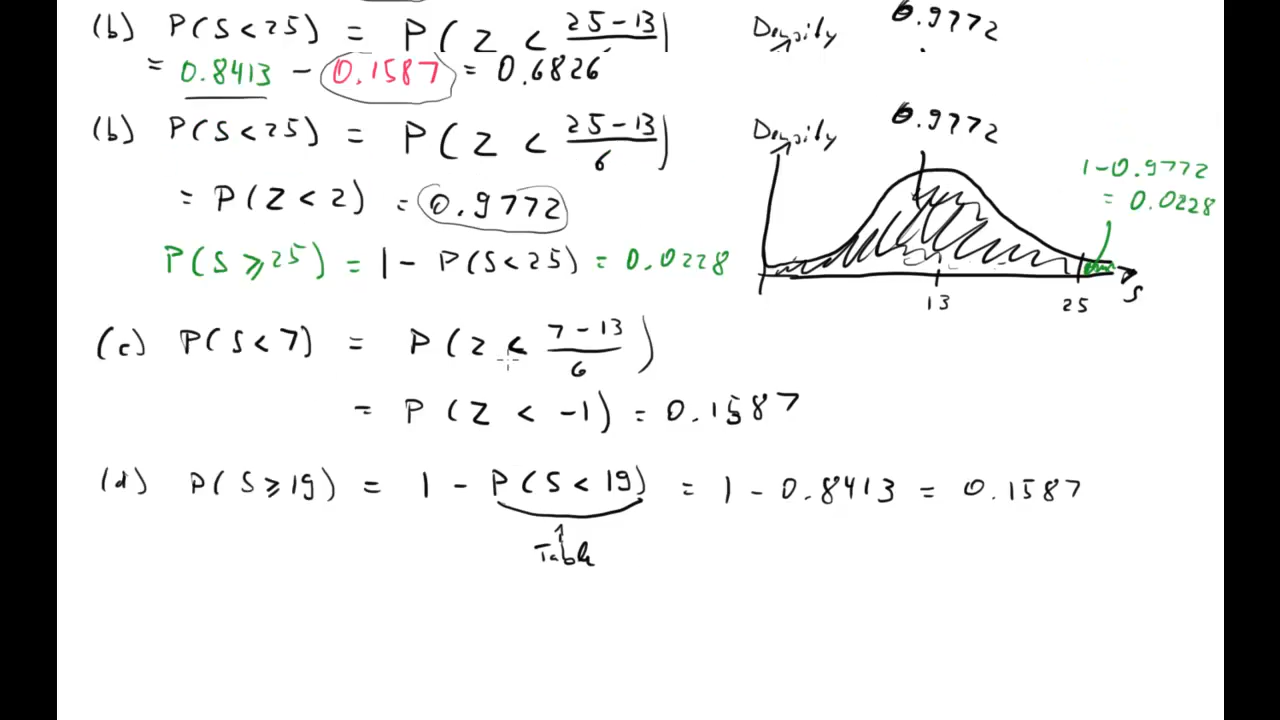 (b) P(S<25) = P(Z < 25-13
Density
0.9772
= 0.8413 - 0.1587 = 0.6826
(b) P(S<25) = P(Z < (25-13)/6)
= P(Z < 2) = 0.9772
P(S ≥ 25) = 1 - P(S<25) = 0.0228
Density
0.9772
1-0.9772
= 0.0228
13
25
S
(c) P(S<7) = P(Z < (7-13)/6)
= P(Z < -1) = 0.1587
(d) P(S≥19) = 1 - P(S<19) = 1 - 0.8413 = 0.1587
Table